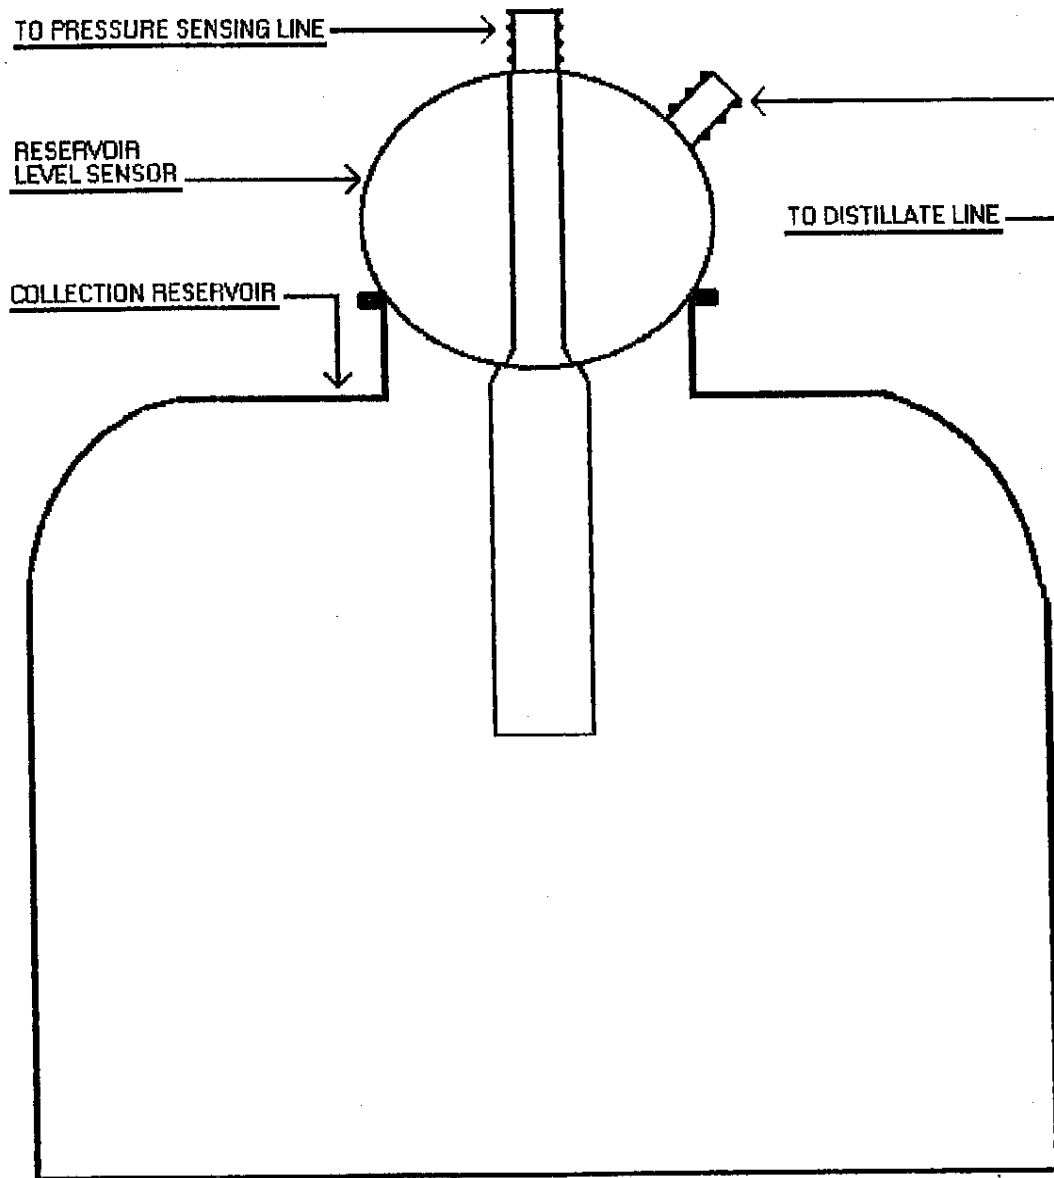 TO PRESSURE SENSING LINE
RESERVOIR
LEVEL SENSOR
TO DISTILLATE LINE
COLLECTION RESERVOIR